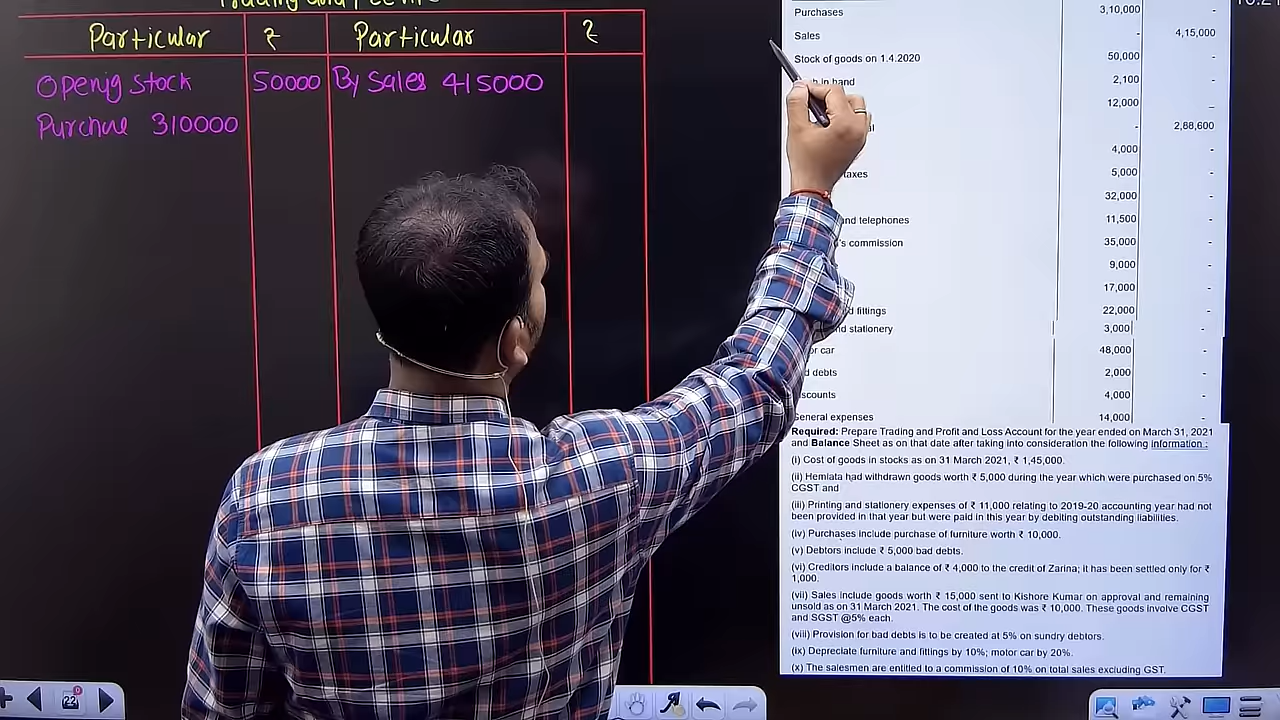 Particular ₹ Particular ₹
Openig Stock 50000 By Sales 415000
Purchase 310000
Purchases 3,10,000 -
Sales - 4,15,000
Stock of goods on 1.4.2020 50,000 -
in hand 2,100 -
12,000 _
- 2,88,600
4,000 -
taxes 5,000 -
32,000 -
and telephones 11,500 -
's commission 35,000 -
9,000 -
17,000 -
fittings 22,000 -
nd stationery 3,000 -
car 48,000 -
debts 2,000 -
scounts 4,000 -
General expenses 14,000 -
Required: Prepare Trading and Profit and Loss Account for the year ended on March 31, 2021
and Balance Sheet as on that date after taking into consideration the following information :
(i) Cost of goods in stocks as on 31 March 2021, ₹ 1,45,000.
(ii) Hemlata had withdrawn goods worth ₹ 5,000 during the year which were purchased on 5%
CGST and
(iii) Printing and stationery expenses of ₹ 11,000 relating to 2019-20 accounting year had not
been provided in that year but were paid in this year by debiting outstanding liabilities.
(iv) Purchases include purchase of furniture worth ₹ 10,000.
(v) Debtors include ₹ 5,000 bad debts.
(vi) Creditors include a balance of ₹ 4,000 to the credit of Zarina; it has been settled only for ₹
1,000.
(vii) Sales include goods worth ₹ 15,000 sent to Kishore Kumar on approval and remaining
unsold as on 31 March 2021. The cost of the goods was ₹ 10,000. These goods involve CGST
and SGST @5% each.
(viii) Provision for bad debts is to be created at 5% on sundry debtors.
(ix) Depreciate furniture and fittings by 10%; motor car by 20%.
(x) The salesmen are entitled to a commission of 10% on total sales excluding GST.
22